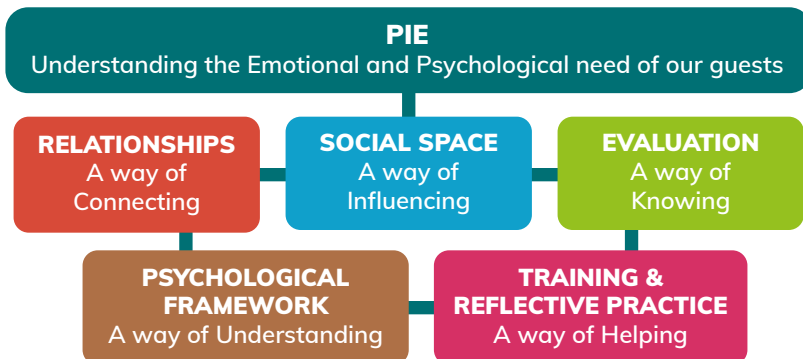 PIE
Understanding the Emotional and Psychological need of our guests
RELATIONSHIPS
A way of
Connecting
SOCIAL SPACE
A way of
Influencing
EVALUATION
A way of
Knowing
PSYCHOLOGICAL
FRAMEWORK
A way of Understanding
TRAINING &
REFLECTIVE PRACTICE
A way of Helping